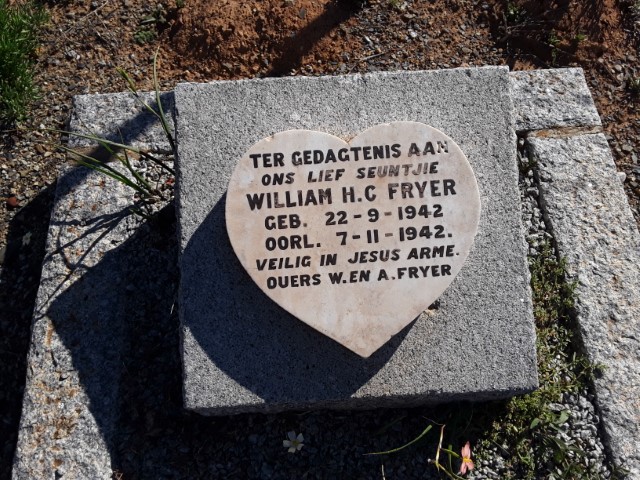 TER GEDAGTENIS AAN
ONS LIEF SEUNTJIE
WILLIAM H.C FRYER
GEB. 22-9-1942
OORL. 7-11-1942.
VEILIG IN JESUS ARME.
OUERS W.EN A.FRYER